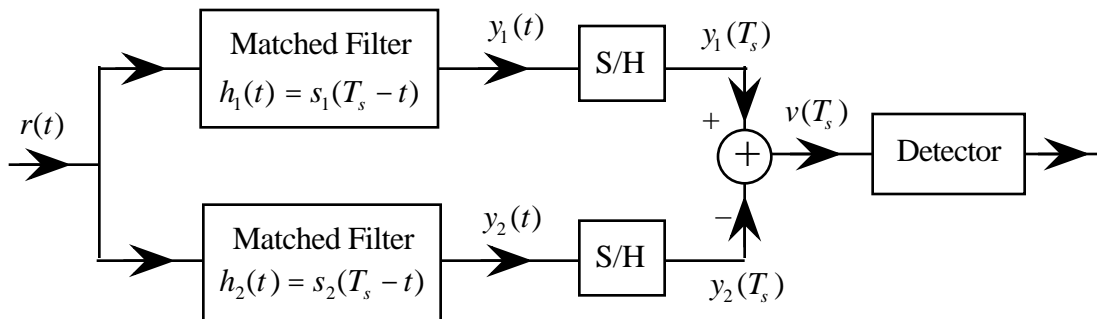 Matched Filter
h₁(t) = s₁(Tₛ − t)
y₁(t)
S/H
y₁(Tₛ)
r(t)
+
+
v(Tₛ)
Detector
−
Matched Filter
h₂(t) = s₂(Tₛ − t)
y₂(t)
S/H
y₂(Tₛ)